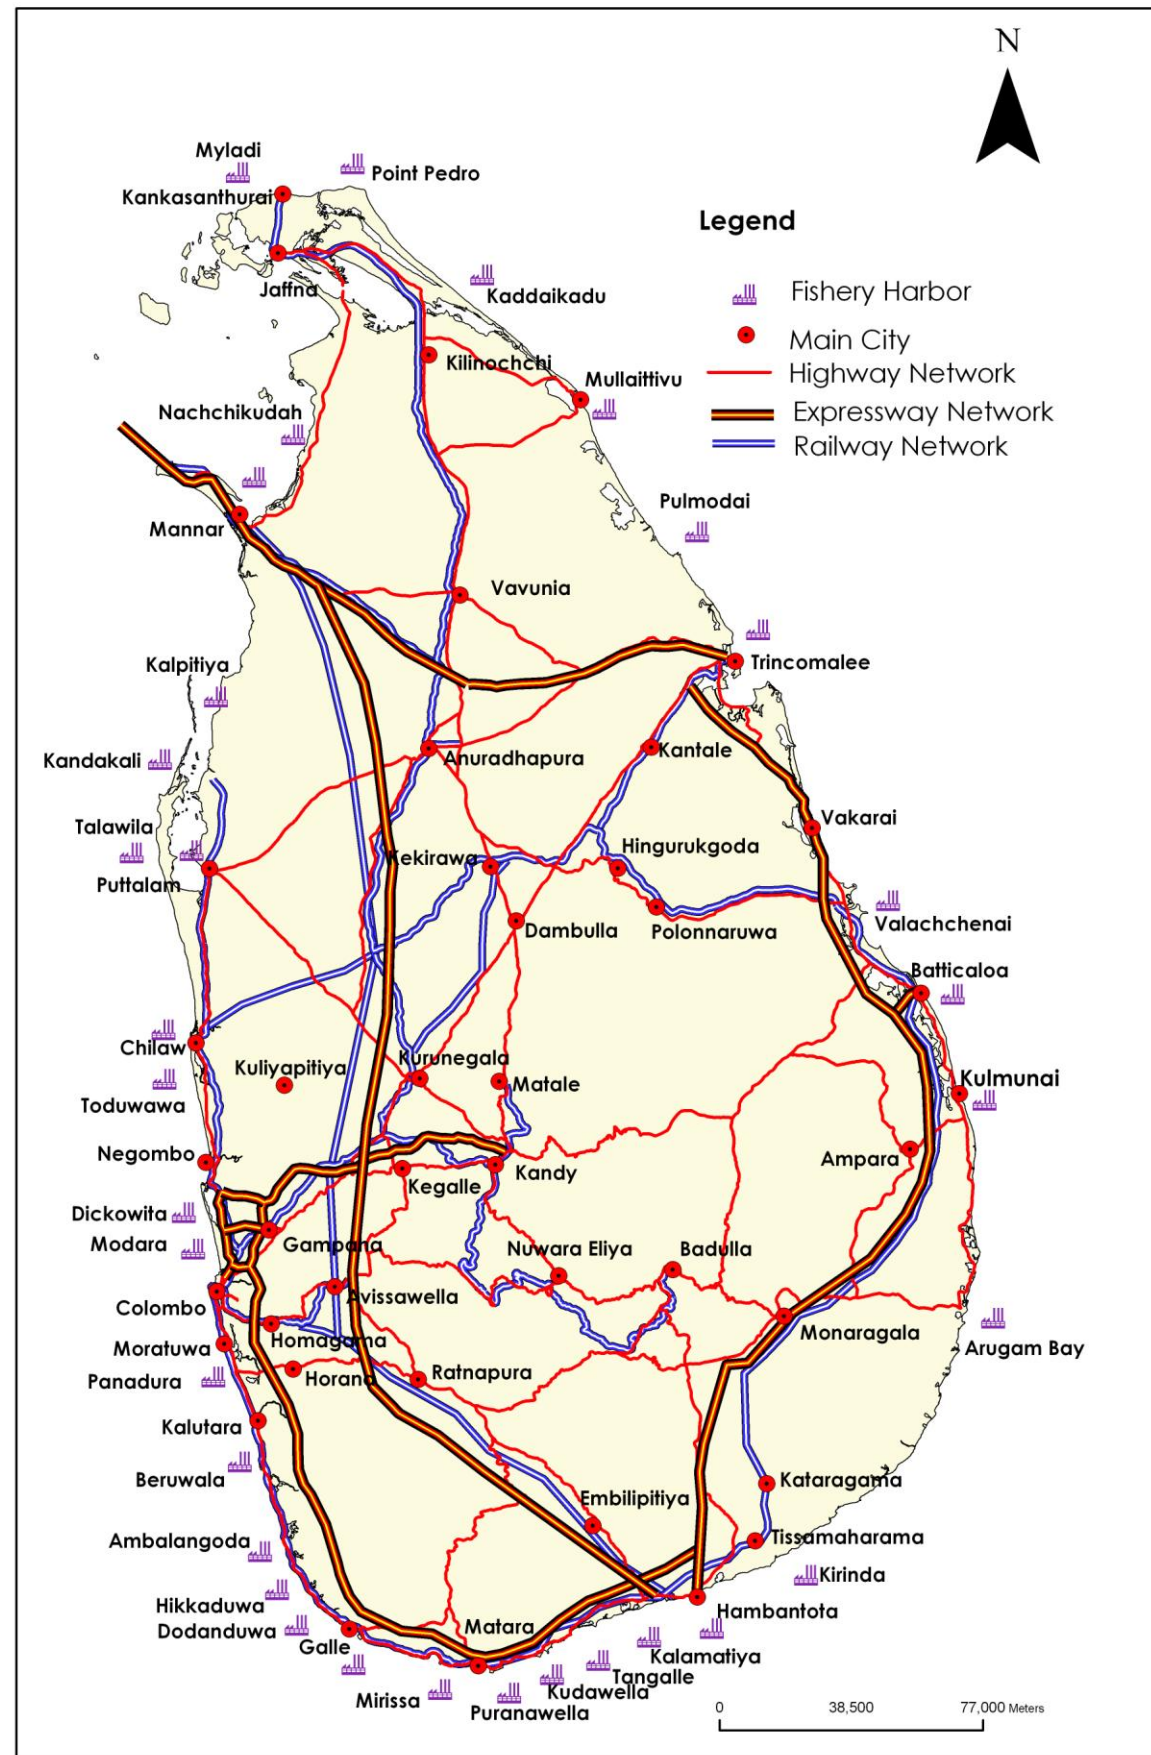 N
Myladi
Point Pedro
Kankasanthurai
Legend
Jaffna
Kaddaikadu
Fishery Harbor
Main City
Kilinochchi
Highway Network
Mullaittivu
Nachchikudah
Expressway Network
Railway Network
Pulmodai
Mannar
Vavunia
Kalpitiya
Trincomalee
Kandakali
Anuradhapura
Kantale
Talawila
Vakarai
Hingurukgoda
Kekirawa
Puttalam
Dambulla
Polonnaruwa
Valachchenai
Batticaloa
Chilaw
Kuliyapitiya
Kurunegala
Matale
Kulmunai
Toduwawa
Negombo
Kegalle
Kandy
Ampara
Dickowita
Modara
Gampana
Nuwara Eliya
Badulla
Colombo
Avissawella
Homagama
Monaragala
Moratuwa
Arugam Bay
Panadura
Horana
Ratnapura
Kalutara
Beruwala
Kataragama
Embilipitiya
Ambalangoda
Tissamaharama
Kirinda
Hikkaduwa
Hambantota
Dodanduwa
Matara
Galle
Kalamatiya
Tangalle
Mirissa
Kudawella
Puranawella
0 38,500 77,000 Meters